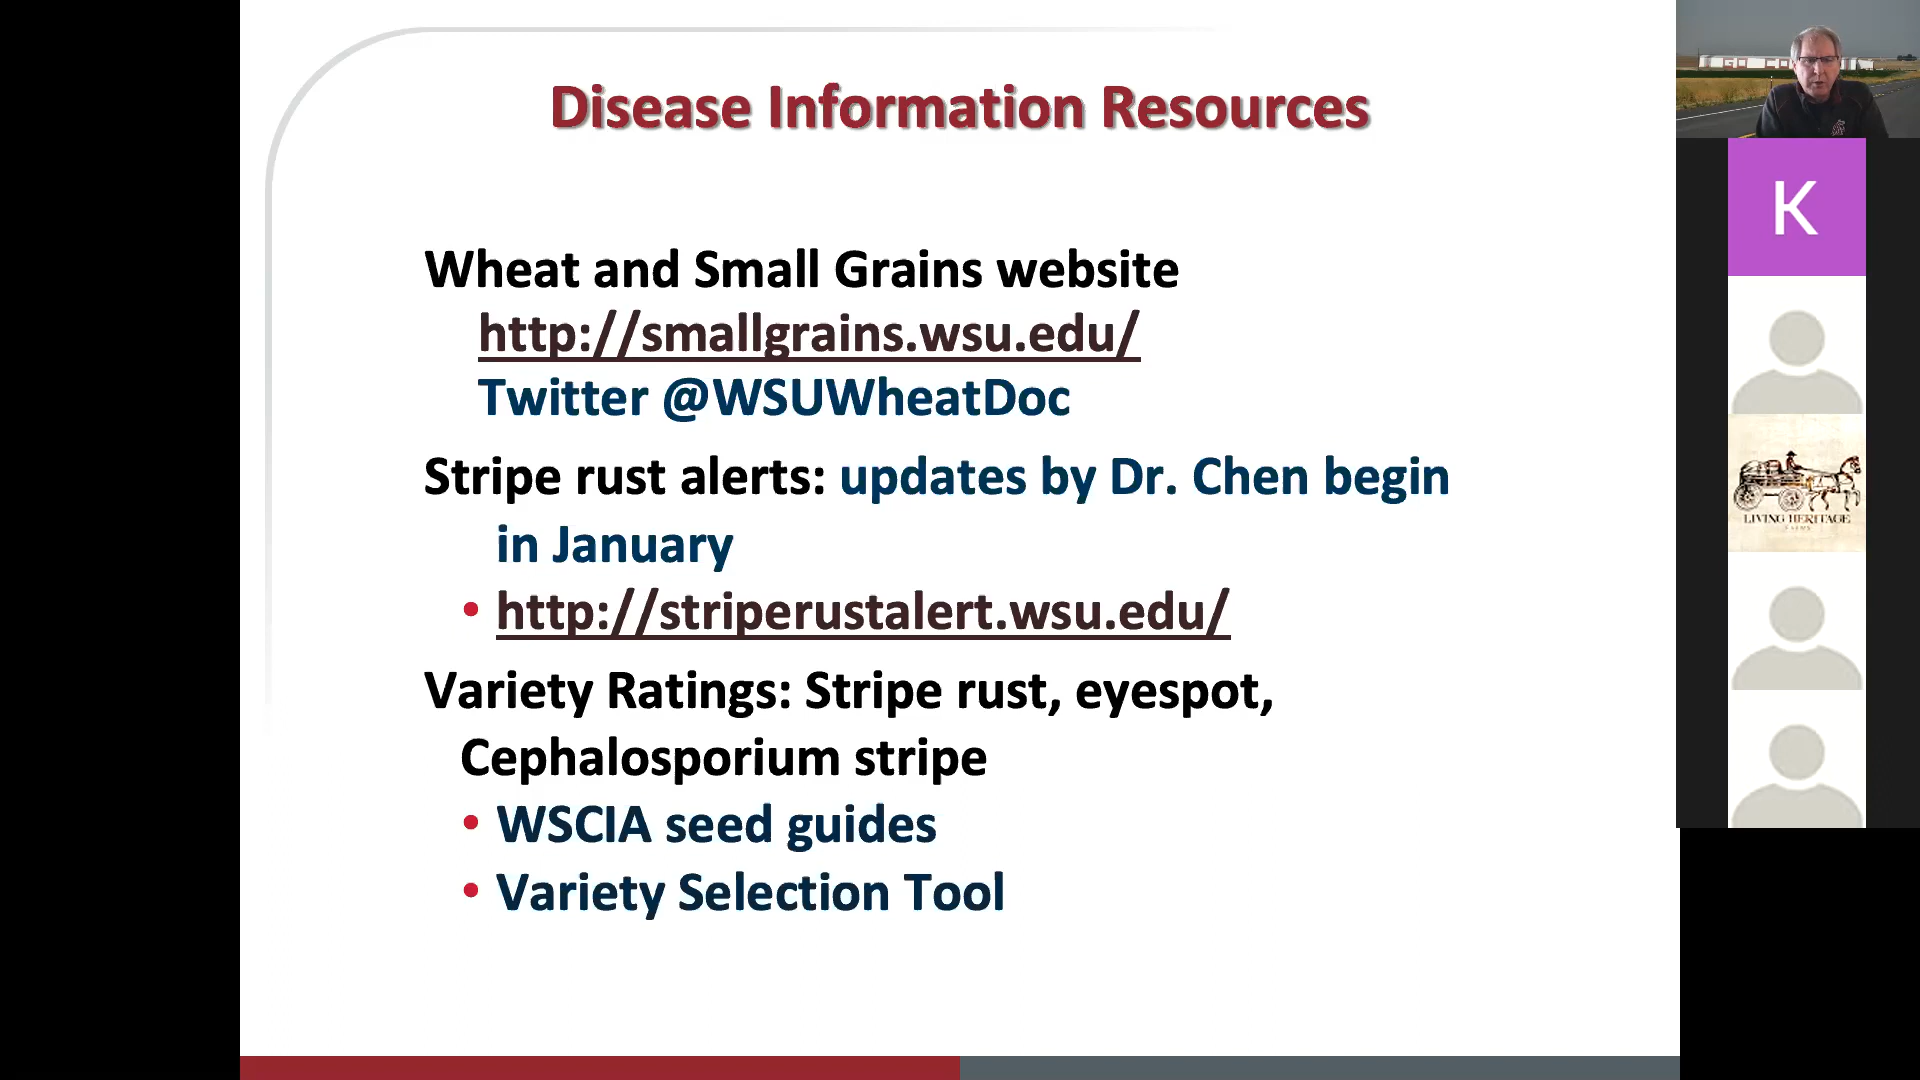 Disease Information Resources
Wheat and Small Grains website
http://smallgrains.wsu.edu/
Twitter @WSUWheatDoc
Stripe rust alerts: updates by Dr. Chen begin
in January
• http://striperustalert.wsu.edu/
Variety Ratings: Stripe rust, eyespot,
Cephalosporium stripe
• WSCIA seed guides
• Variety Selection Tool
K
LIVING HERITAGE